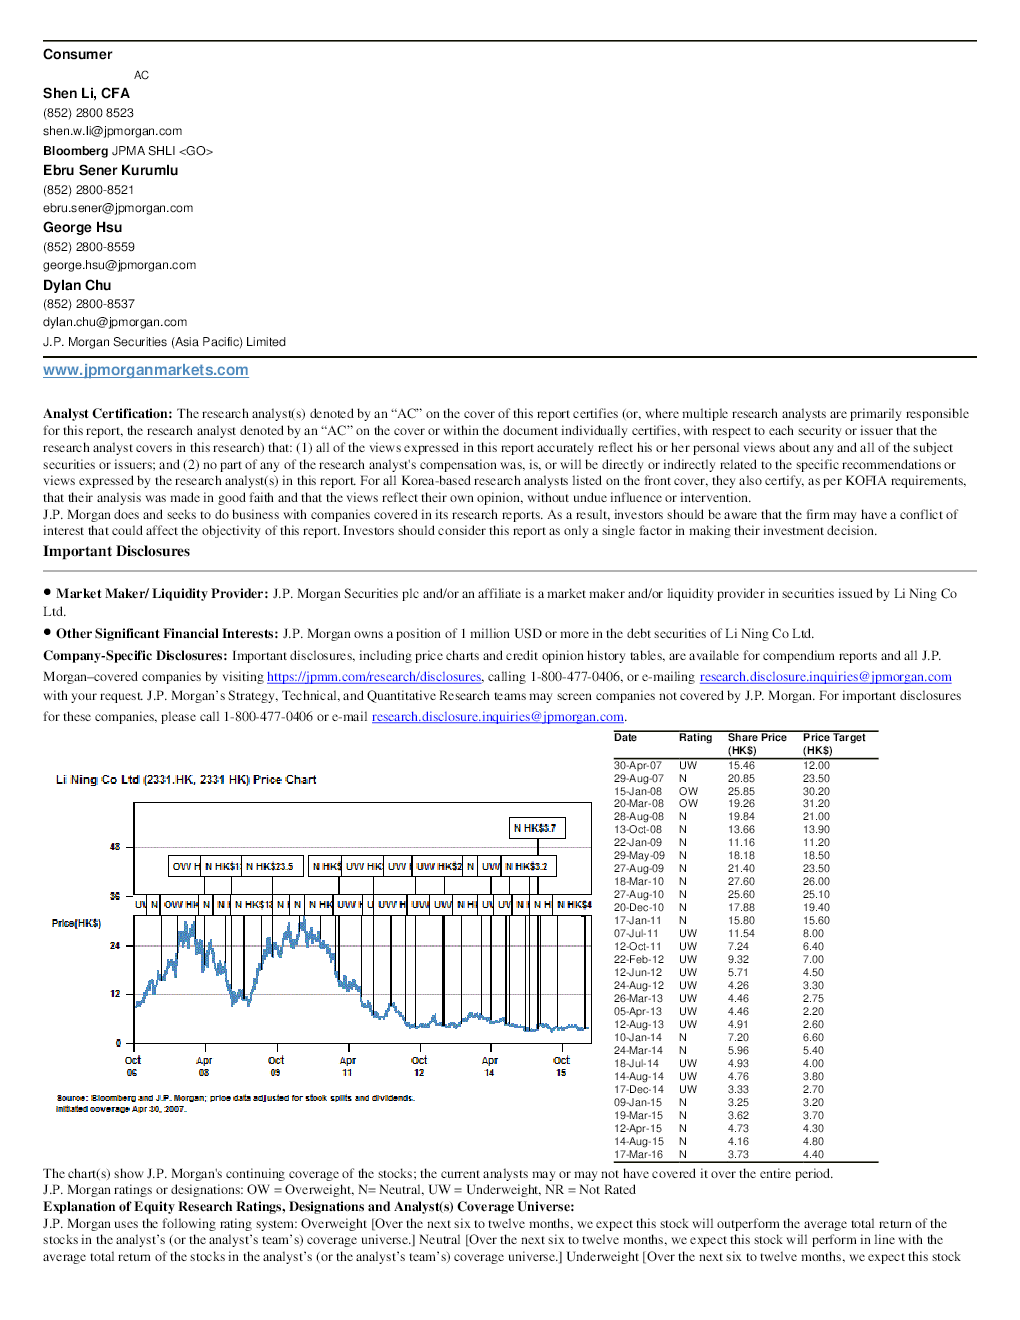 Consumer
AC
Shen Li, CFA
(852) 2800 8523
shen.w.li@jpmorgan.com
Bloomberg JPMA SHLI <GO>
Ebru Sener Kurumlu
(852) 2800-8521
ebru.sener@jpmorgan.com
George Hsu
(852) 2800-8559
george.hsu@jpmorgan.com
Dylan Chu
(852) 2800-8537
dylan.chu@jpmorgan.com
J.P. Morgan Securities (Asia Pacific) Limited
www.jpmorganmarkets.com
Analyst Certification: The research analyst(s) denoted by an “AC” on the cover of this report certifies (or, where multiple research analysts are primarily responsible
for this report, the research analyst denoted by an “AC” on the cover or within the document individually certifies, with respect to each security or issuer that the
research analyst covers in this research) that: (1) all of the views expressed in this report accurately reflect his or her personal views about any and all of the subject
securities or issuers; and (2) no part of any of the research analyst's compensation was, is, or will be directly or indirectly related to the specific recommendations or
views expressed by the research analyst(s) in this report. For all Korea-based research analysts listed on the front cover, they also certify, as per KOFIA requirements,
that their analysis was made in good faith and that the views reflect their own opinion, without undue influence or intervention.
J.P. Morgan does and seeks to do business with companies covered in its research reports. As a result, investors should be aware that the firm may have a conflict of
interest that could affect the objectivity of this report. Investors should consider this report as only a single factor in making their investment decision.
Important Disclosures
● Market Maker/ Liquidity Provider: J.P. Morgan Securities plc and/or an affiliate is a market maker and/or liquidity provider in securities issued by Li Ning Co
Ltd.
● Other Significant Financial Interests: J.P. Morgan owns a position of 1 million USD or more in the debt securities of Li Ning Co Ltd.
Company-Specific Disclosures: Important disclosures, including price charts and credit opinion history tables, are available for compendium reports and all J.P.
Morgan–covered companies by visiting https://jpmm.com/research/disclosures, calling 1-800-477-0406, or e-mailing research.disclosure.inquiries@jpmorgan.com
with your request. J.P. Morgan’s Strategy, Technical, and Quantitative Research teams may screen companies not covered by J.P. Morgan. For important disclosures
for these companies, please call 1-800-477-0406 or e-mail research.disclosure.inquiries@jpmorgan.com.
Li Ning Co Ltd (2331.HK, 2331 HK) Price Chart
N HK$3.7
48
OW H N HK$1 N HK$23.5 N HK$ UW HK UW UW HK$2 N UW N HK$3.2
36
Price(HK$)
24
12
0
Oct Apr Oct Apr Oct Apr Oct
06 08 09 11 12 14 15
Source: Bloomberg and J.P. Morgan; price data adjusted for stock splits and dividends.
Initiated coverage Apr 30, 2007.
Date Rating Share Price Price Target
(HK$) (HK$)
30-Apr-07 UW 15.46 12.00
29-Aug-07 N 20.85 23.50
15-Jan-08 OW 25.85 30.20
20-Mar-08 OW 19.26 31.20
28-Aug-08 N 19.84 21.00
13-Oct-08 N 13.66 13.90
22-Jan-09 N 11.16 11.20
29-May-09 N 18.18 18.50
27-Aug-09 N 21.40 23.50
18-Mar-10 N 27.60 26.00
27-Aug-10 N 25.60 25.10
20-Dec-10 N 17.88 19.40
17-Jan-11 N 15.80 15.60
07-Jul-11 UW 11.54 8.00
12-Oct-11 UW 7.24 6.40
22-Feb-12 UW 9.32 7.00
12-Jun-12 UW 5.71 4.50
24-Aug-12 UW 4.26 3.30
26-Mar-13 UW 4.46 2.75
05-Apr-13 UW 4.46 2.20
12-Aug-13 UW 4.91 2.60
10-Jan-14 N 7.20 6.60
24-Mar-14 N 5.96 5.40
18-Jul-14 UW 4.93 4.00
14-Aug-14 UW 4.76 3.80
17-Dec-14 UW 3.33 2.70
09-Jan-15 N 3.25 3.20
19-Mar-15 N 3.62 3.70
12-Apr-15 N 4.73 4.30
14-Aug-15 N 4.16 4.80
17-Mar-16 N 3.73 4.40
The chart(s) show J.P. Morgan's continuing coverage of the stocks; the current analysts may or may not have covered it over the entire period.
J.P. Morgan ratings or designations: OW = Overweight, N= Neutral, UW = Underweight, NR = Not Rated
Explanation of Equity Research Ratings, Designations and Analyst(s) Coverage Universe:
J.P. Morgan uses the following rating system: Overweight [Over the next six to twelve months, we expect this stock will outperform the average total return of the
stocks in the analyst’s (or the analyst’s team’s) coverage universe.] Neutral [Over the next six to twelve months, we expect this stock will perform in line with the
average total return of the stocks in the analyst’s (or the analyst’s team’s) coverage universe.] Underweight [Over the next six to twelve months, we expect this stock